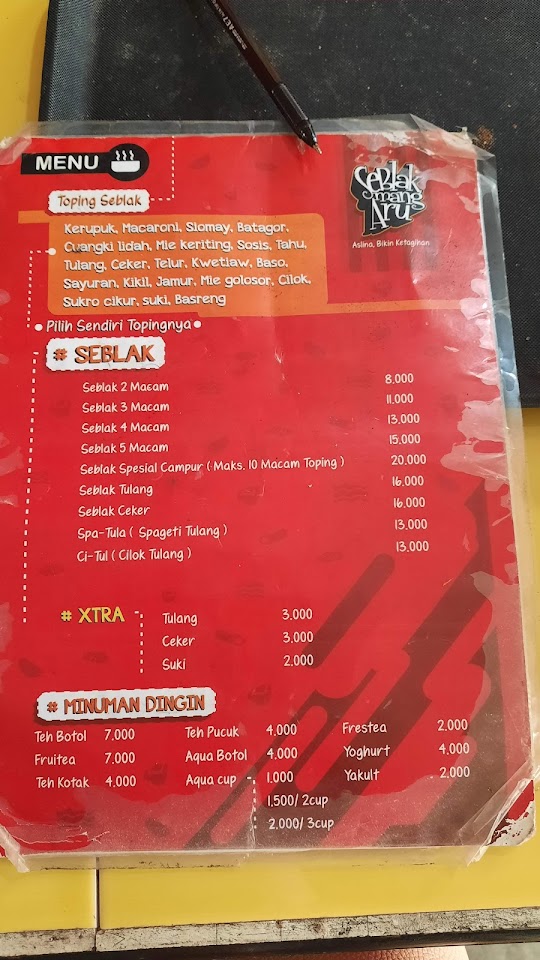 MENU
Seblak mang Aru
Aslina, Bikin Ketagihan
Toping Seblak
Kerupuk, Macaroni, Siomay, Batagor,
Cuangki lidah, Mie keriting, Sosis, Tahu,
Tulang, Ceker, Telur, Kwetiaw, Baso,
Sayuran, Kikil, Jamur, Mie golosor, Cilok,
Sukro cikur, suki, Basreng
Pilih Sendiri Topingnya
# SEBLAK
Seblak 2 Macam 8.000
Seblak 3 Macam 11.000
Seblak 4 Macam 13.000
Seblak 5 Macam 15.000
Seblak Spesial Campur ( Maks. 10 Macam Toping ) 20.000
Seblak Tulang 16.000
Seblak Ceker 16.000
Spa-Tula ( Spageti Tulang ) 13.000
Ci-Tul ( Cilok Tulang ) 13.000
# XTRA
Tulang 3.000
Ceker 3.000
Suki 2.000
# MINUMAN DINGIN
Teh Botol 7.000 Teh Pucuk 4.000 Frestea 2.000
Fruitea 7.000 Aqua Botol 4.000 Yoghurt 4.000
Teh Kotak 4.000 Aqua cup 1.000 Yakult 2.000
1.500/ 2cup
2.000/ 3cup